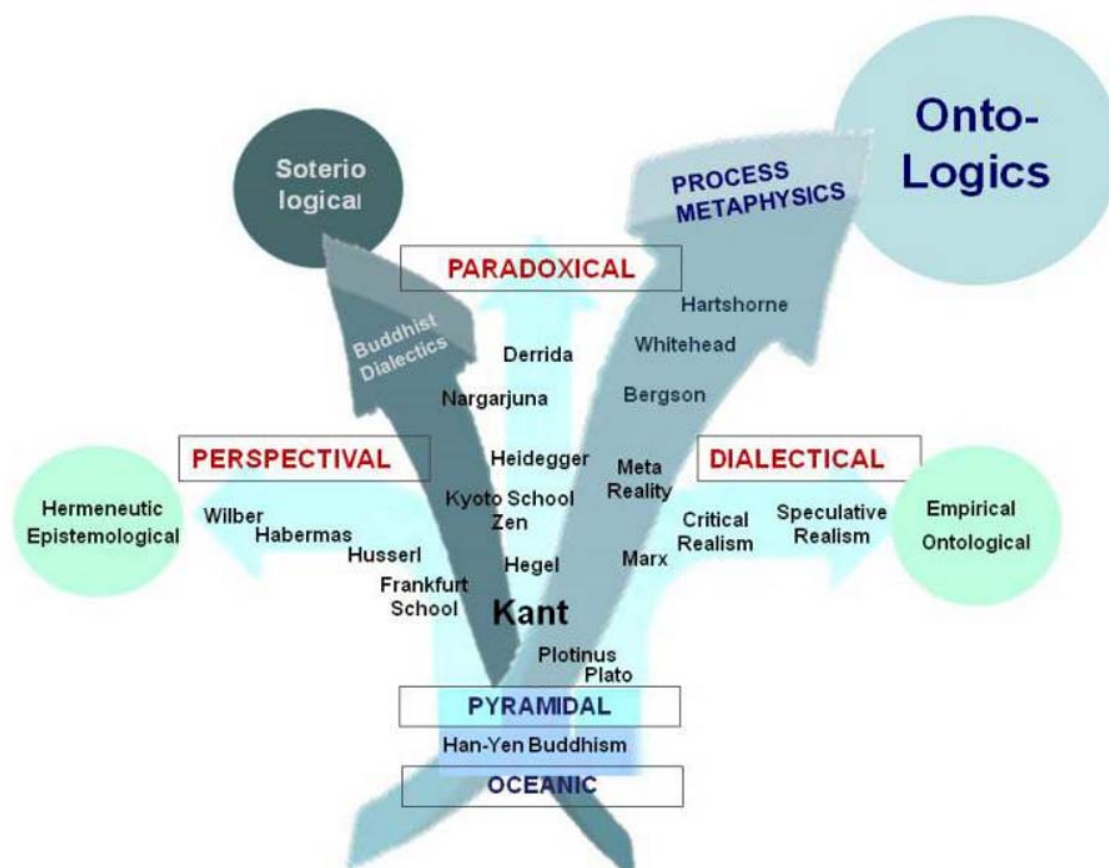 Onto-
Logics
Soterio
logical
PROCESS
METAPHYSICS
PARADOXICAL
Hartshorne
Buddhist
Dialectics
Derrida
Whitehead
Nargarjuna
Bergson
PERSPECTIVAL
Heidegger
Meta
Reality
DIALECTICAL
Hermeneutic
Epistemological
Wilber
Habermas
Husserl
Frankfurt
School
Kyoto School
Zen
Hegel
Marx
Critical
Realism
Speculative
Realism
Empirical
Ontological
Kant
Plotinus
Plato
PYRAMIDAL
Han-Yen Buddhism
OCEANIC